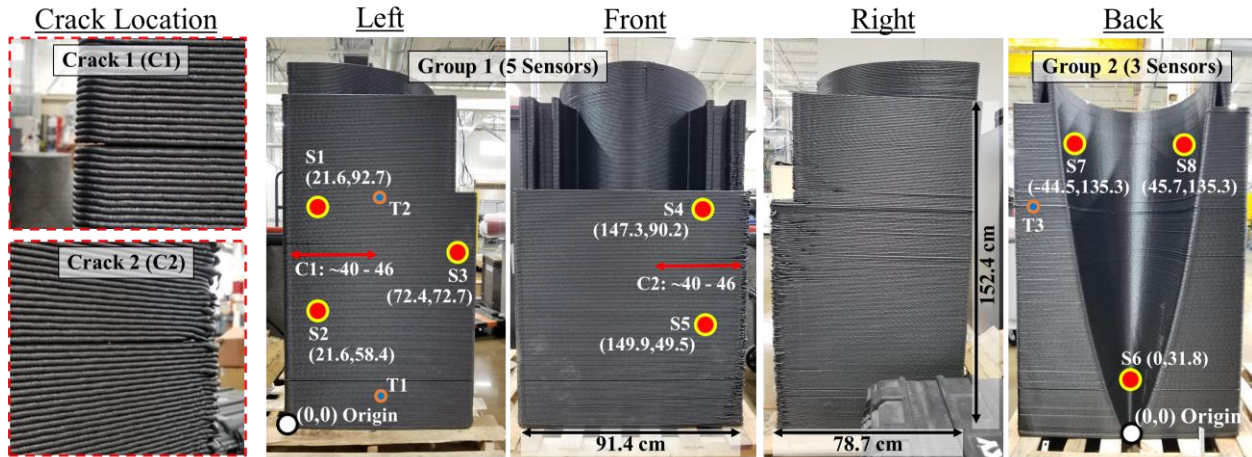 Crack Location
Left
Front
Right
Back
Crack 1 (C1)
Crack 2 (C2)
Group 1 (5 Sensors)
S1
(21.6,92.7)
T2
C1: ~40 - 46
S3
(72.4,72.7)
S2
(21.6,58.4)
T1
(0,0) Origin
S4
(147.3,90.2)
C2: ~40 - 46
S5
(149.9,49.5)
91.4 cm
152.4 cm
78.7 cm
Group 2 (3 Sensors)
S7
(-44.5,135.3)
S8
(45.7,135.3)
T3
S6 (0,31.8)
(0,0) Origin